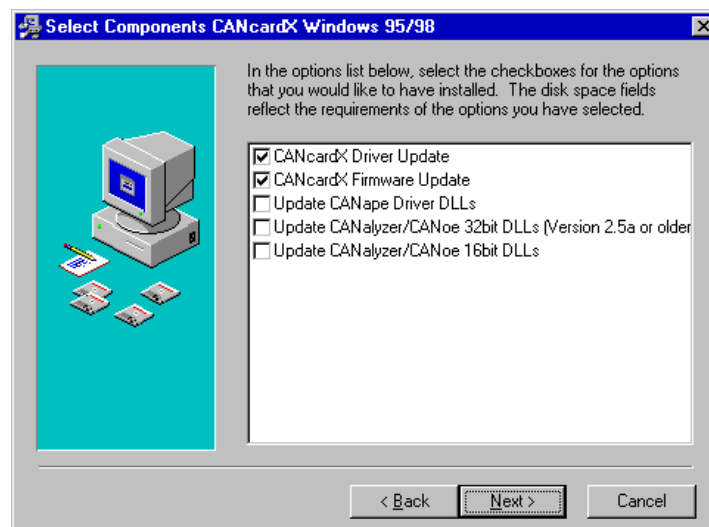 Select Components CANcardX Windows 95/98
In the options list below, select the checkboxes for the options
that you would like to have installed. The disk space fields
reflect the requirements of the options you have selected.
CANcardX Driver Update
CANcardX Firmware Update
Update CANape Driver DLLs
Update CANalyzer/CANoe 32bit DLLs (Version 2.5a or older
Update CANalyzer/CANoe 16bit DLLs
< Back
Next >
Cancel